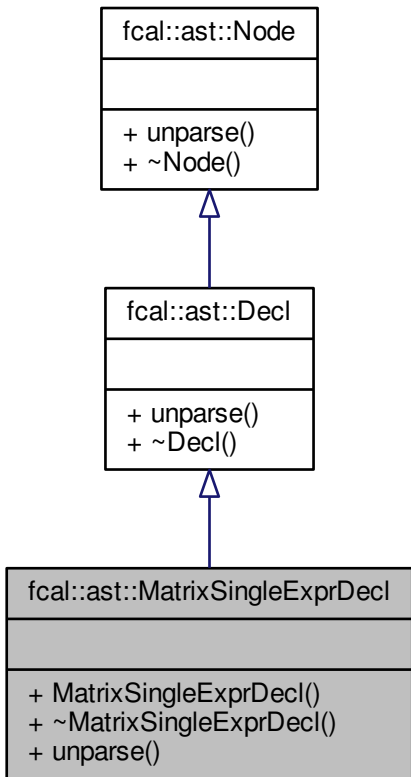 fcal::ast::Node
+ unparse()
+ ~Node()
fcal::ast::Decl
+ unparse()
+ ~Decl()
fcal::ast::MatrixSingleExprDecl
+ MatrixSingleExprDecl()
+ ~MatrixSingleExprDecl()
+ unparse()